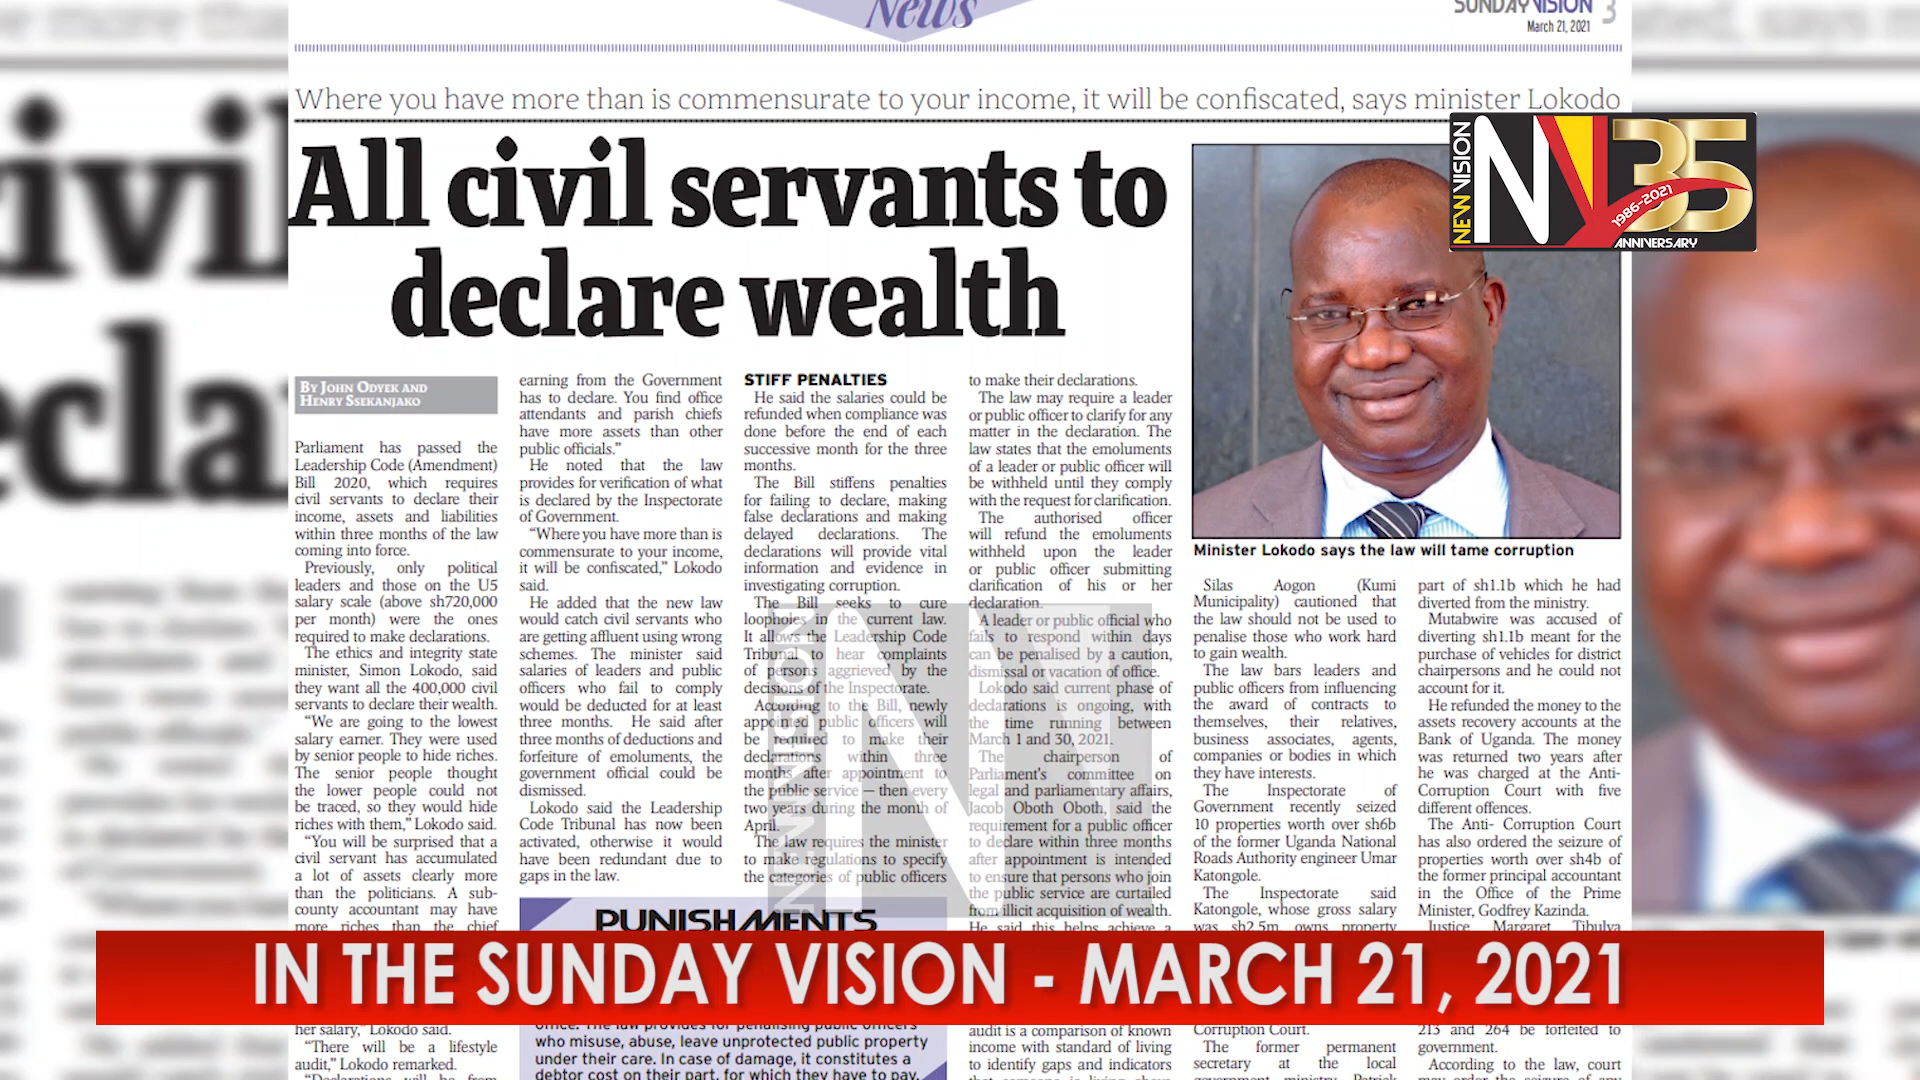 News
SUNDAY VISION 3
March 21, 2021
Where you have more than is commensurate to your income, it will be confiscated, says minister Lokodo
All civil servants to
declare wealth
NEW VISION
NV
35
1986-2021
ANNIVERSARY
BY JOHN ODYEK AND
HENRY SSEKANJAKO
Parliament has passed the
Leadership Code (Amendment)
Bill 2020, which requires
civil servants to declare their
income, assets and liabilities
within three months of the law
coming into force.
Previously, only political
leaders and those on the U5
salary scale (above sh720,000
per month) were the ones
required to make declarations.
The ethics and integrity state
minister, Simon Lokodo, said
they want all the 400,000 civil
servants to declare their wealth.
“We are going to the lowest
salary earner. They were used
by senior people to hide riches.
The senior people thought
the lower people could not
be traced, so they would hide
riches with them,” Lokodo said.
“You will be surprised that a
civil servant has accumulated
a lot of assets clearly more
than the politicians. A sub-
county accountant may have
more riches than the chief
her salary,” Lokodo said.
“There will be a lifestyle
audit,” Lokodo remarked.
“Declarations will be from
earning from the Government
has to declare. You find office
attendants and parish chiefs
have more assets than other
public officials.”
He noted that the law
provides for verification of what
is declared by the Inspectorate
of Government.
“Where you have more than is
commensurate to your income,
it will be confiscated,” Lokodo
said.
He added that the new law
would catch civil servants who
are getting affluent using wrong
schemes. The minister said
salaries of leaders and public
officers who fail to comply
would be deducted for at least
three months. He said after
three months of deductions and
forfeiture of emoluments, the
government official could be
dismissed.
Lokodo said the Leadership
Code Tribunal has now been
activated, otherwise it would
have been redundant due to
gaps in the law.
PUNISHMENTS
office. The law provides for penalising public officers
who misuse, abuse, leave unprotected public property
under their care. In case of damage, it constitutes a
debtor cost on their part, for which they have to pay.
STIFF PENALTIES
He said the salaries could be
refunded when compliance was
done before the end of each
successive month for the three
months.
The Bill stiffens penalties
for failing to declare, making
false declarations and making
delayed declarations. The
declarations will provide vital
information and evidence in
investigating corruption.
The Bill seeks to cure
loopholes in the current law.
It allows the Leadership Code
Tribunal to hear complaints
of persons aggrieved by the
decisions of the Inspectorate.
According to the Bill, newly
appointed public officers will
be required to make their
declarations within three
months after appointment to
the public service — then every
two years during the month of
April.
The law requires the minister
to make regulations to specify
the categories of public officers
to make their declarations.
The law may require a leader
or public officer to clarify for any
matter in the declaration. The
law states that the emoluments
of a leader or public officer will
be withheld until they comply
with the request for clarification.
The authorised officer
will refund the emoluments
withheld upon the leader
or public officer submitting
clarification of his or her
declaration.
A leader or public official who
fails to respond within days
can be penalised by a caution,
dismissal or vacation of office.
Lokodo said current phase of
declarations is ongoing, with
the time running between
March 1 and 30, 2021.
The chairperson of
Parliament's committee on
legal and parliamentary affairs,
Jacob Oboth Oboth, said the
requirement for a public officer
to declare within three months
after appointment is intended
to ensure that persons who join
the public service are curtailed
from illicit acquisition of wealth.
He said this helps achieve a
audit is a comparison of known
income with standard of living
to identify gaps and indicators
Minister Lokodo says the law will tame corruption
Silas Aogon (Kumi
Municipality) cautioned that
the law should not be used to
penalise those who work hard
to gain wealth.
The law bars leaders and
public officers from influencing
the award of contracts to
themselves, their relatives,
business associates, agents,
companies or bodies in which
they have interests.
The Inspectorate of
Government recently seized
10 properties worth over sh6b
of the former Uganda National
Roads Authority engineer Umar
Katongole.
The Inspectorate said
Katongole, whose gross salary
was sh2.5m, owns property
Corruption Court.
The former permanent
secretary at the local
government ministry, Patrick
part of sh1.1b which he had
diverted from the ministry.
Mutabwire was accused of
diverting sh1.1b meant for the
purchase of vehicles for district
chairpersons and he could not
account for it.
He refunded the money to the
assets recovery accounts at the
Bank of Uganda. The money
was returned two years after
he was charged at the Anti-
Corruption Court with five
different offences.
The Anti- Corruption Court
has also ordered the seizure of
properties worth over sh4b of
the former principal accountant
in the Office of the Prime
Minister, Godfrey Kazinda.
Justice Margaret Tibulya
213 and 264 be forfeited to
government.
According to the law, court
may order the seizure of any
NEW VISION
NV
IN THE SUNDAY VISION - MARCH 21, 2021